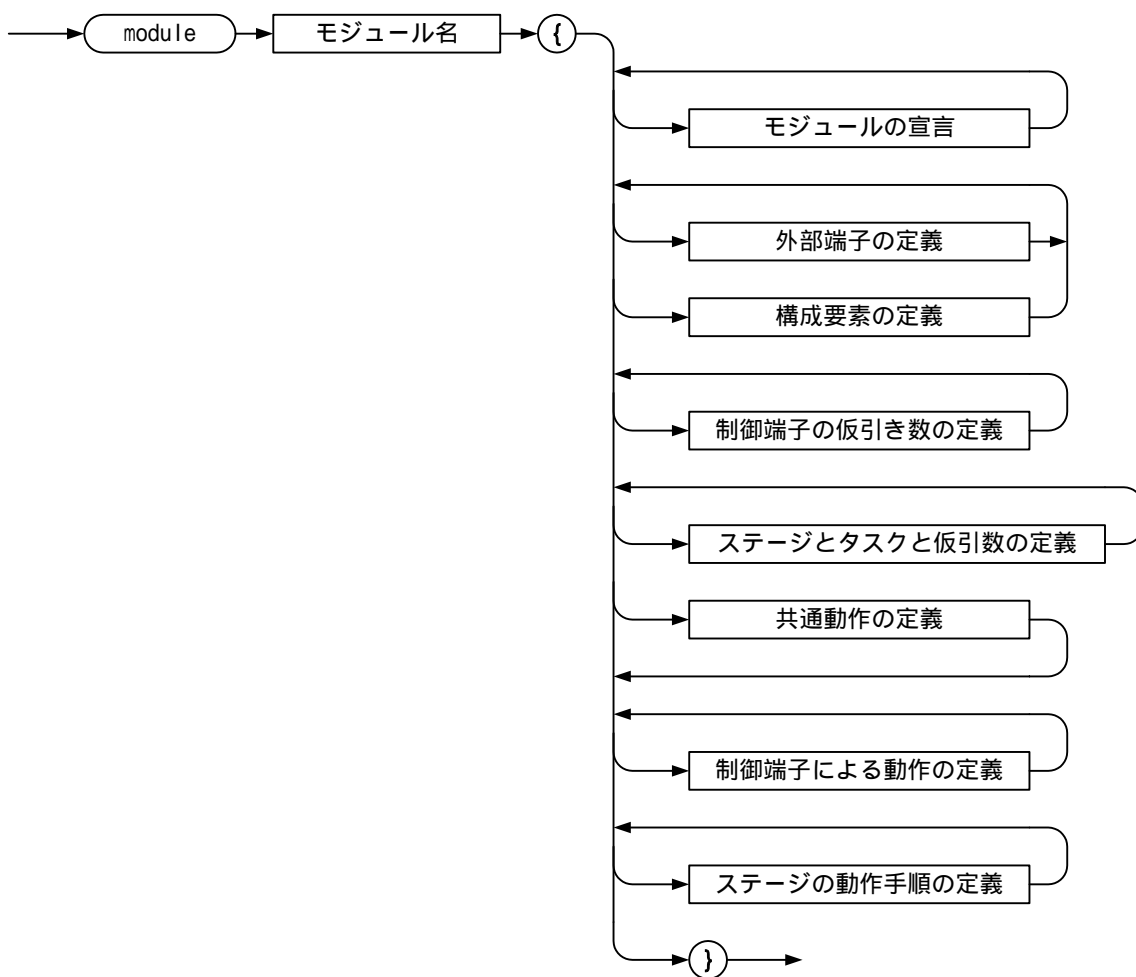 module モジュール名 {
モジュールの宣言
外部端子の定義
構成要素の定義
制御端子の仮引き数の定義
ステージとタスクと仮引数の定義
共通動作の定義
制御端子による動作の定義
ステージの動作手順の定義
}